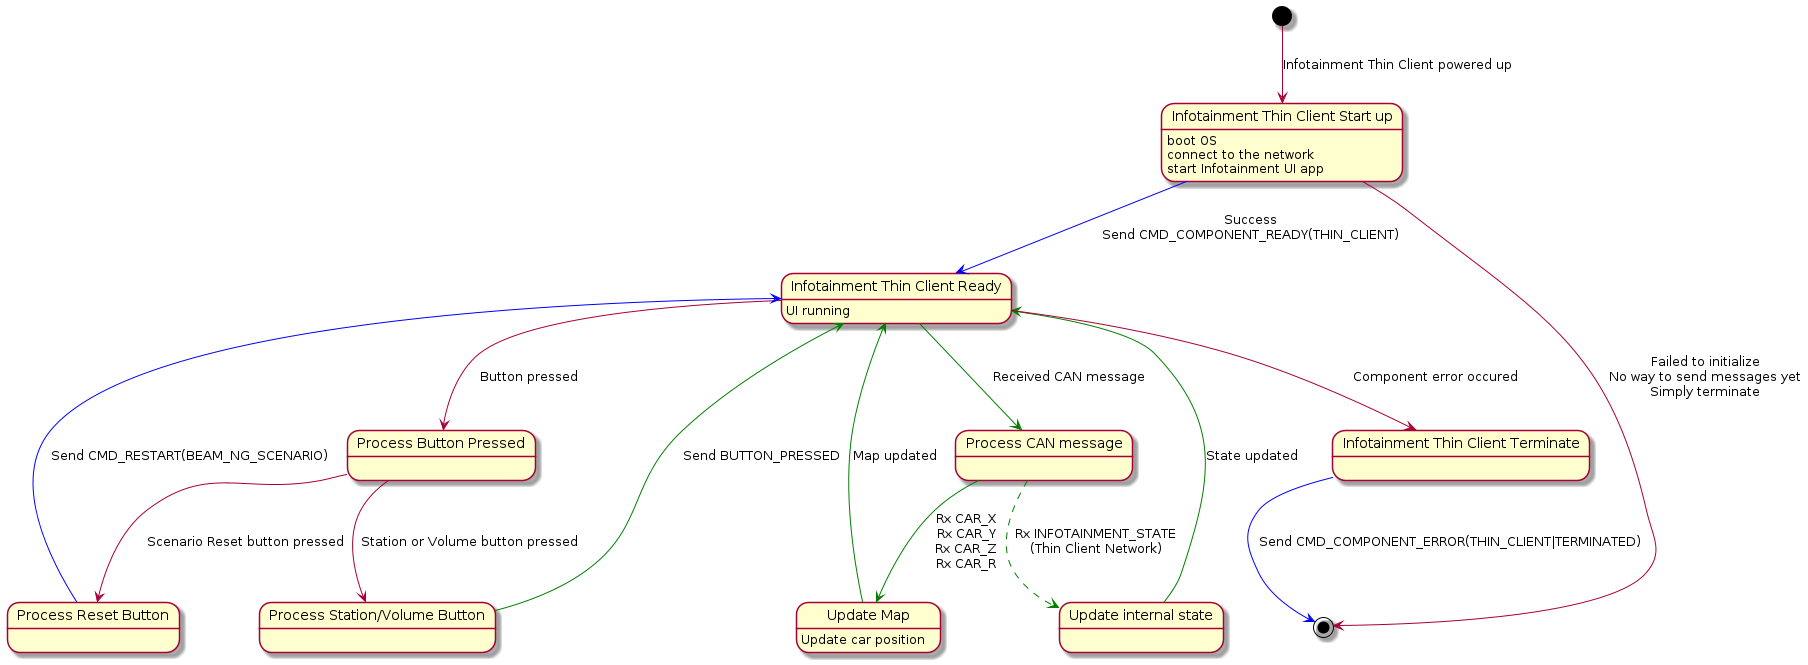 Infotainment Thin Client powered up
Infotainment Thin Client Start up
boot OS
connect to the network
start Infotainment UI app
Success
Send CMD_COMPONENT_READY(THIN_CLIENT)
Infotainment Thin Client Ready
UI running
Failed to initialize
No way to send messages yet
Simply terminate
Button pressed
Received CAN message
Component error occured
Process Button Pressed
Process CAN message
Infotainment Thin Client Terminate
Send CMD_RESTART(BEAM_NG_SCENARIO)
Send BUTTON_PRESSED
Map updated
State updated
Scenario Reset button pressed
Station or Volume button pressed
Rx CAR_X
Rx CAR_Y
Rx CAR_Z
Rx CAR_R
Rx INFOTAINMENT_STATE
(Thin Client Network)
Send CMD_COMPONENT_ERROR(THIN_CLIENT|TERMINATED)
Process Reset Button
Process Station/Volume Button
Update Map
Update car position
Update internal state